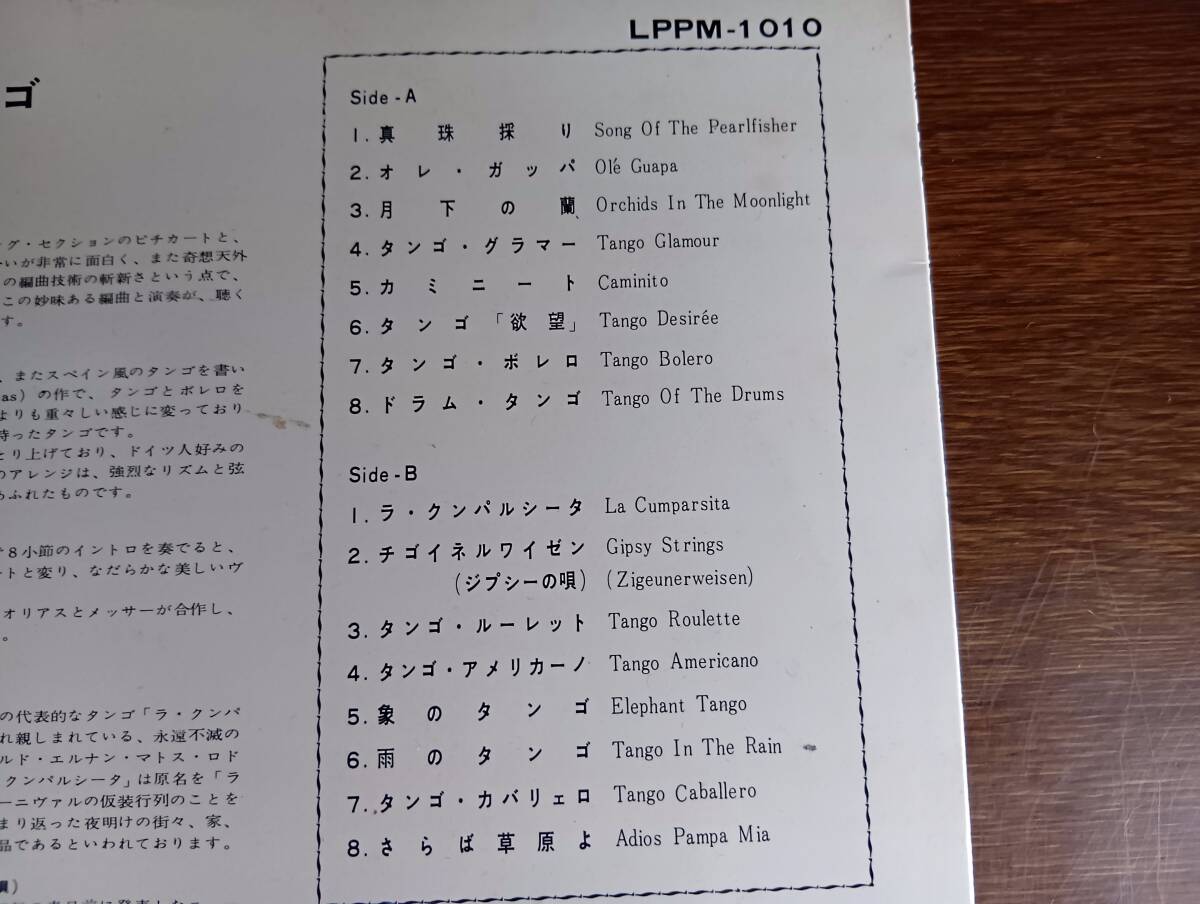 LPPM-1010
ゴ
グ・セクションのピチカートと、
いが非常に面白く、また奇想天外
の編曲技術の斬新さという点で、
この妙味ある編曲と演奏が、聴く
す。
、またスペイン風のタンゴを書い
as）の作で、タンゴとボレロを
よりも重々しい感じに変っており
持ったタンゴです。
とり上げており、ドイツ人好みの
のアレンジは、強烈なリズムと弦
あふれたものです。
8小節のイントロを奏でると、
ートと変り、なだらかな美しいヴ
オリアスとメッサーが合作し、
。
の代表的なタンゴ「ラ・クンパ
れ親しまれている、永遠不滅の
ルド・エルナン・マトス・ロド
クンパルシータ」は原名を「ラ
ーニヴァルの仮装行列のことを
まり返った夜明けの街々、家、
品であるといわれております。
唄）
Side-A
1. 真珠採り Song Of The Pearlfisher
2. オレ・ガッパ Olé Guapa
3. 月下の蘭 Orchids In The Moonlight
4. タンゴ・グラマー Tango Glamour
5. カミニート Caminito
6. タンゴ「欲望」 Tango Desirée
7. タンゴ・ボレロ Tango Bolero
8. ドラム・タンゴ Tango Of The Drums
Side-B
1. ラ・クンパルシータ La Cumparsita
2. チゴイネルワイゼン Gipsy Strings
(ジプシーの唄) (Zigeunerweisen)
3. タンゴ・ルーレット Tango Roulette
4. タンゴ・アメリカーノ Tango Americano
5. 象のタンゴ Elephant Tango
6. 雨のタンゴ Tango In The Rain
7. タンゴ・カバリェロ Tango Caballero
8. さらば草原よ Adios Pampa Mia